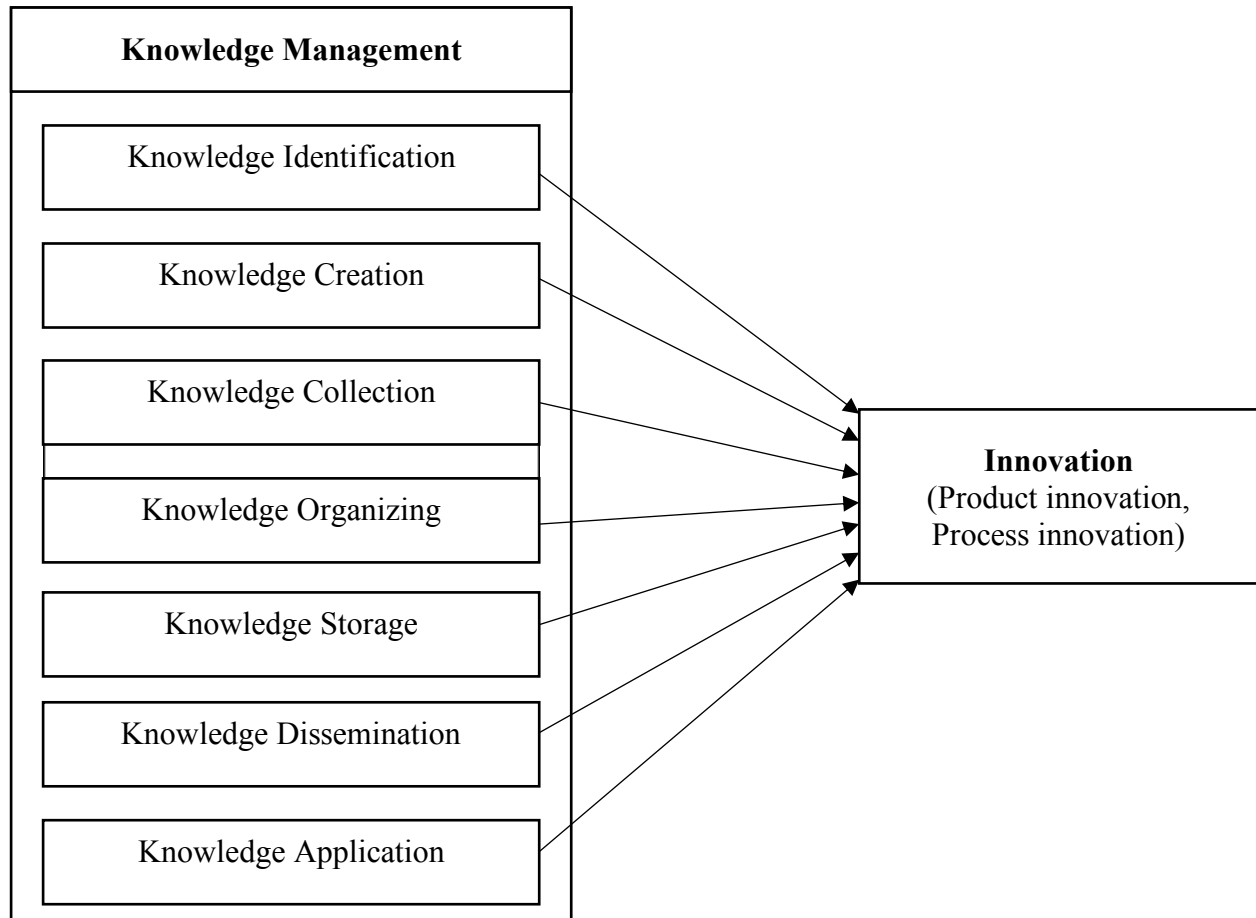 Knowledge Management
Knowledge Identification
Knowledge Creation
Knowledge Collection
Knowledge Organizing
Knowledge Storage
Knowledge Dissemination
Knowledge Application
Innovation
(Product innovation,
Process innovation)